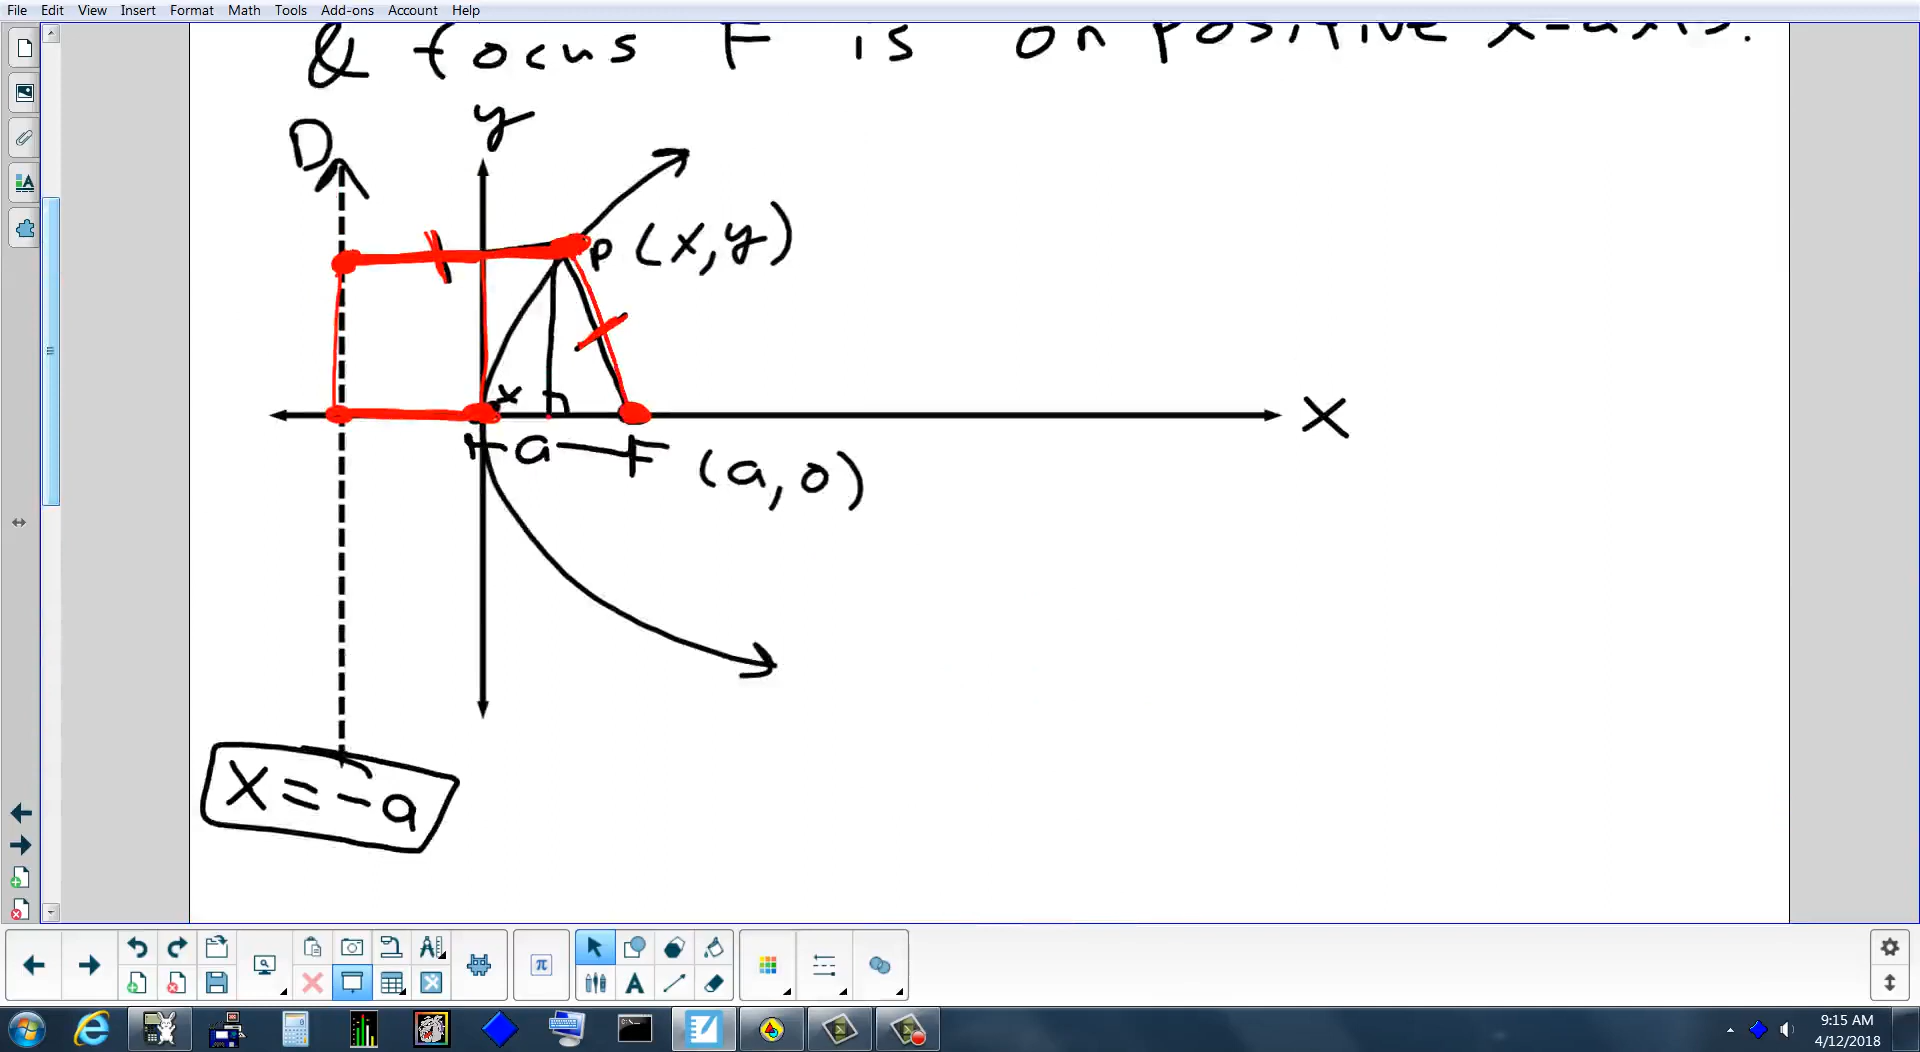 File Edit View Insert Format Math Tools Add-ons Account Help
& focus F is on positive x-axis.
D
y
P (x,y)
x
X
a
F (a,0)
x=-a
π
A
9:15 AM
4/12/2018